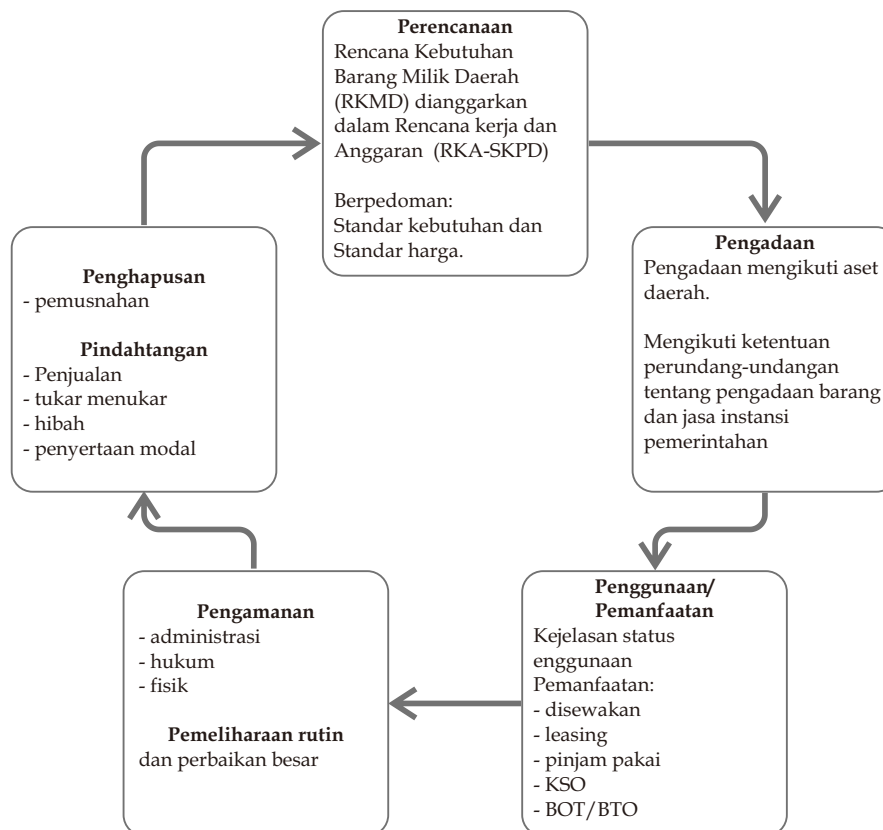 Perencanaan
Rencana Kebutuhan
Barang Milik Daerah
(RKMD) dianggarkan
dalam Rencana kerja dan
Anggaran (RKA-SKPD)
Berpedoman:
Standar kebutuhan dan
Standar harga.
Pengadaan
Pengadaan mengikuti aset
daerah.
Mengikuti ketentuan
perundang-undangan
tentang pengadaan barang
dan jasa instansi
pemerintahan
Penggunaan/
Pemanfaatan
Kejelasan status
enggunaan
Pemanfaatan:
- disewakan
- leasing
- pinjam pakai
- KSO
- BOT/BTO
Pengamanan
- administrasi
- hukum
- fisik
Pemeliharaan rutin
dan perbaikan besar
Penghapusan
- pemusnahan
Pindahtangan
- Penjualan
- tukar menukar
- hibah
- penyertaan modal